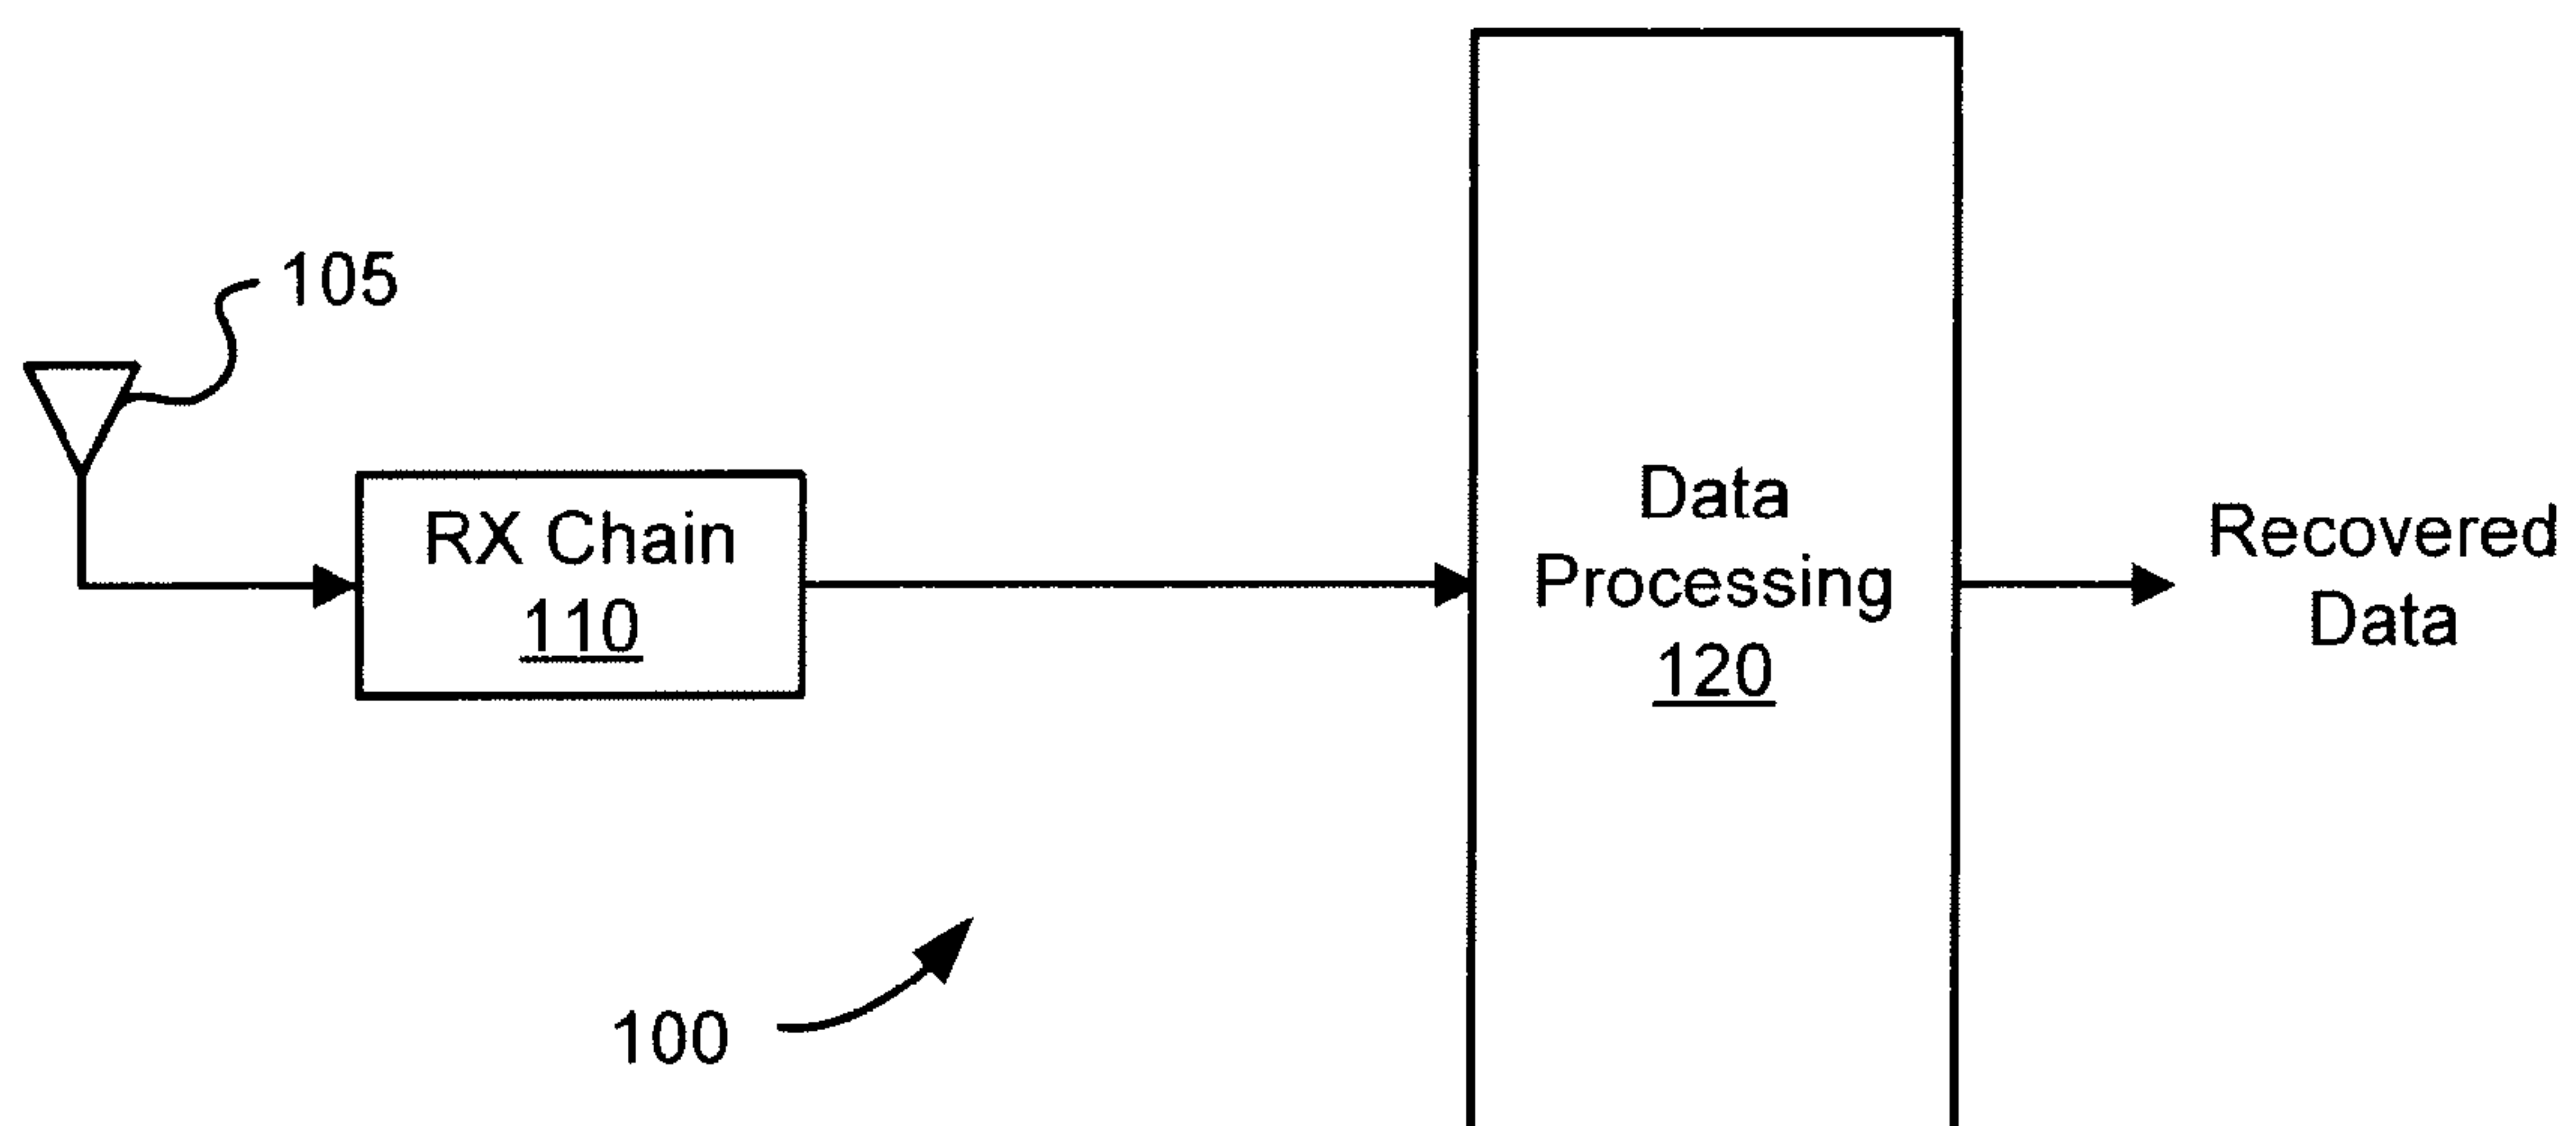 105
RX Chain
110
Data
Processing
120
Recovered
Data
100